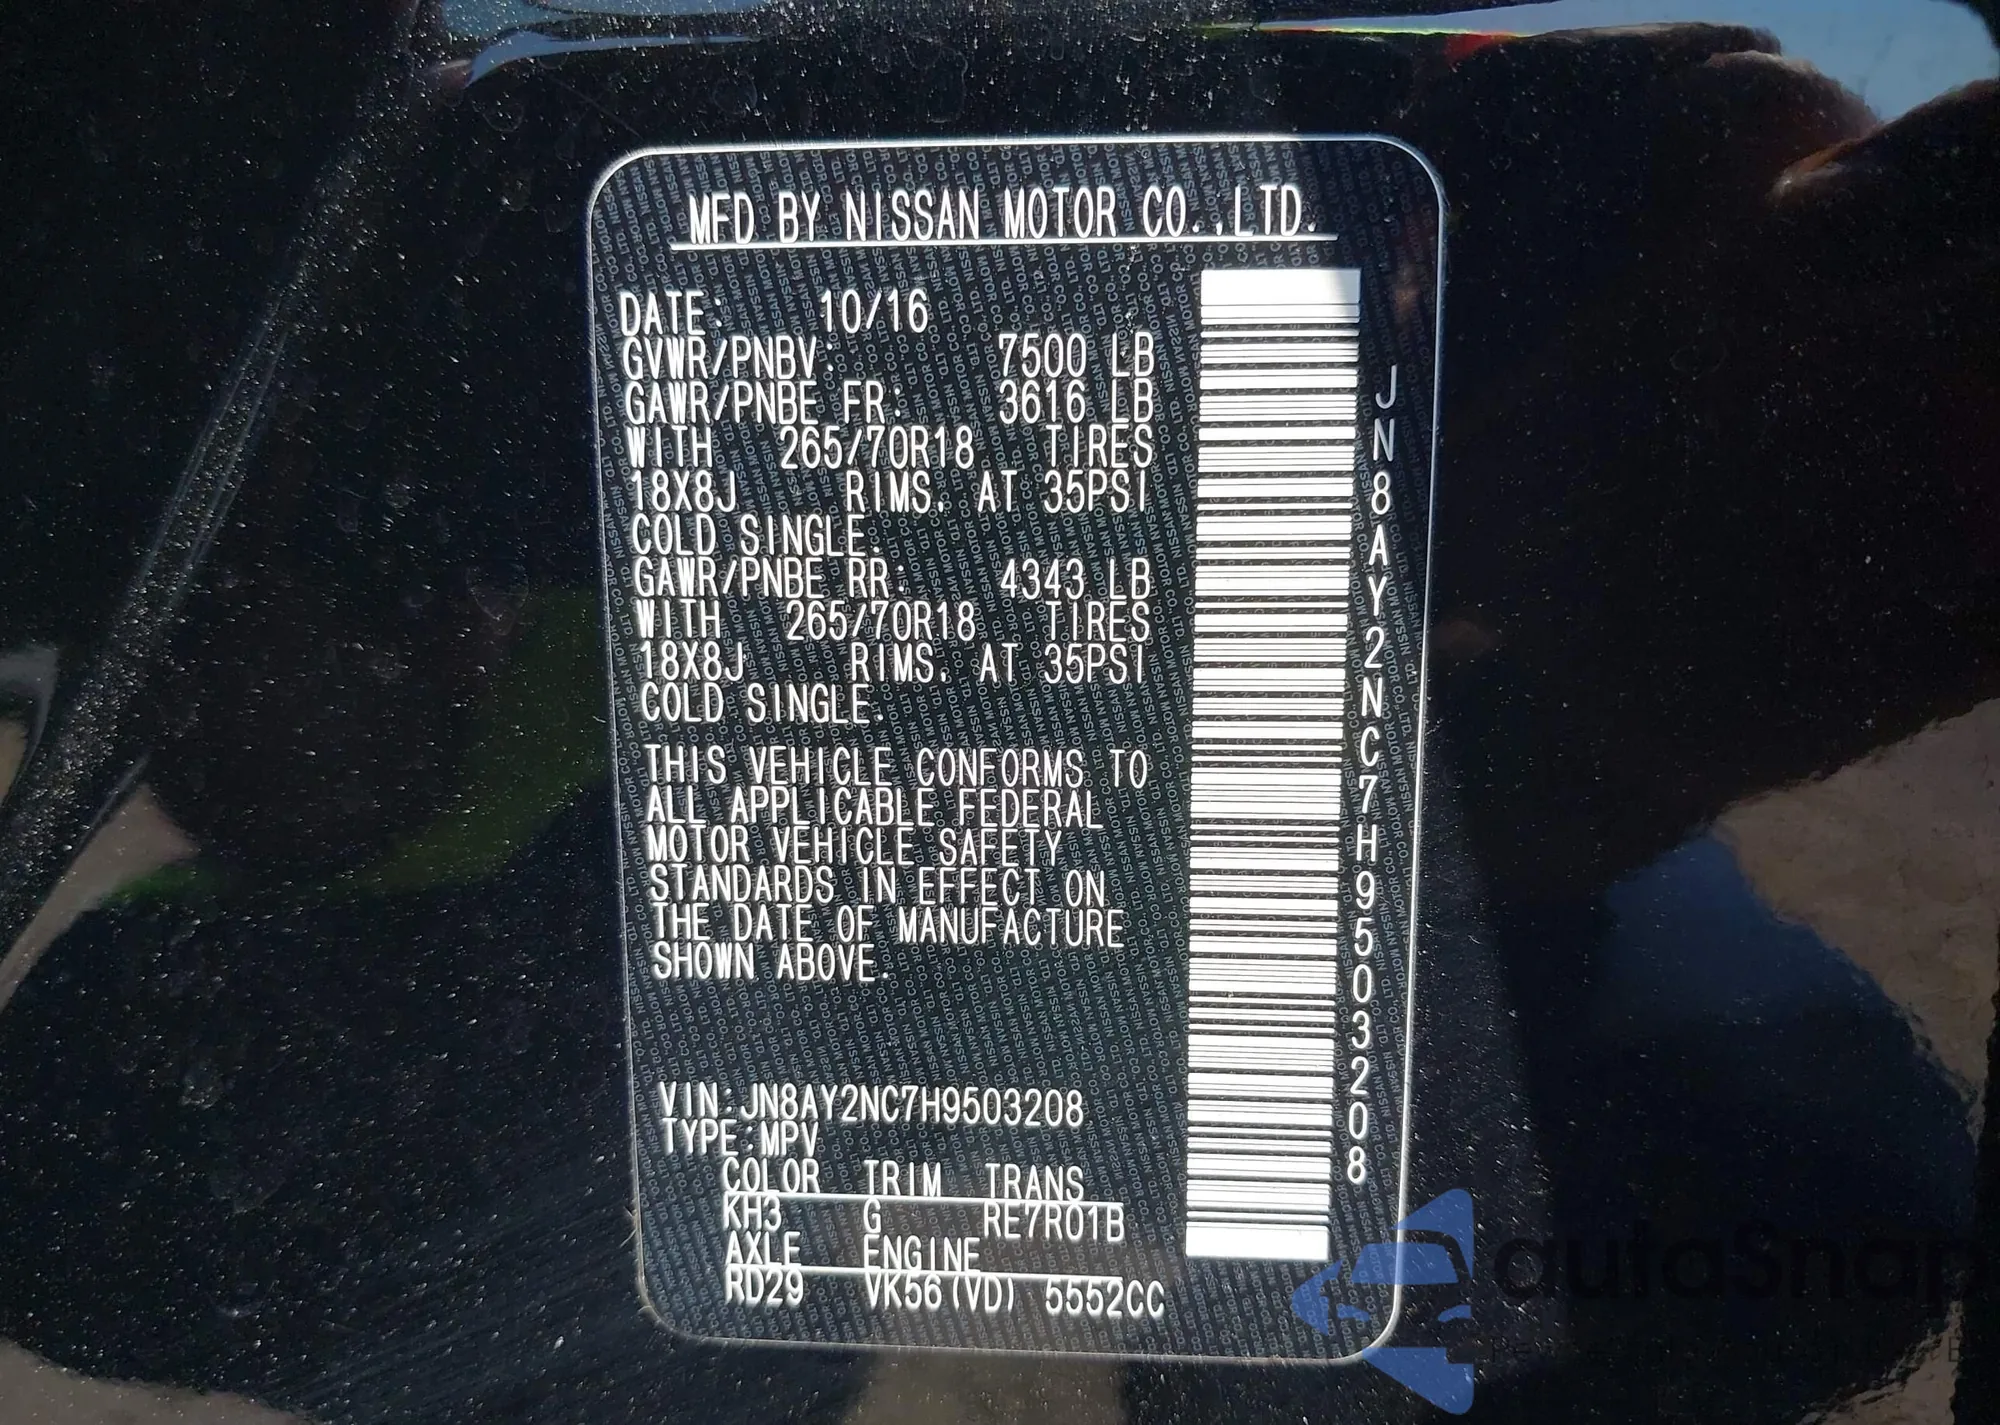 MFD BY NISSAN MOTOR CO.,LTD.
DATE: 10/16
GVWR/PNBV: 7500 LB
GAWR/PNBE FR: 3616 LB
WITH 265/70R18 TIRES
18X8J RIMS. AT 35PSI
COLD SINGLE.
GAWR/PNBE RR: 4343 LB
WITH 265/70R18 TIRES
18X8J RIMS. AT 35PSI
COLD SINGLE.
THIS VEHICLE CONFORMS TO
ALL APPLICABLE FEDERAL
MOTOR VEHICLE SAFETY
STANDARDS IN EFFECT ON
THE DATE OF MANUFACTURE
SHOWN ABOVE.
VIN:JN8AY2NC7H9503208
TYPE:MPV
COLOR TRIM TRANS
KH3 G RE7R01B
AXLE ENGINE
RD29 VK56(VD) 5552CC
JN8AY2NC7H9503208
autoSnap